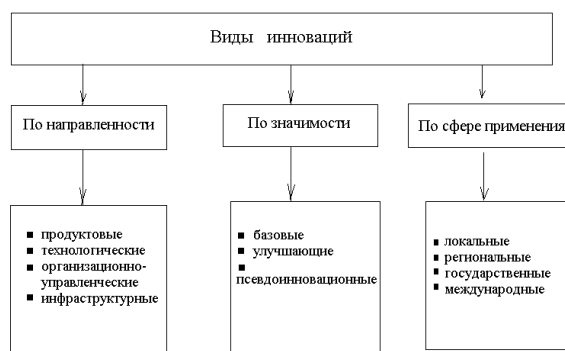 Виды инноваций
По направленности
По значимости
По сфере применения
продуктовые
технологические
организационно-
управленческие
инфраструктурные
базовые
улучшающие
псевдоинновационные
локальные
региональные
государственные
международные